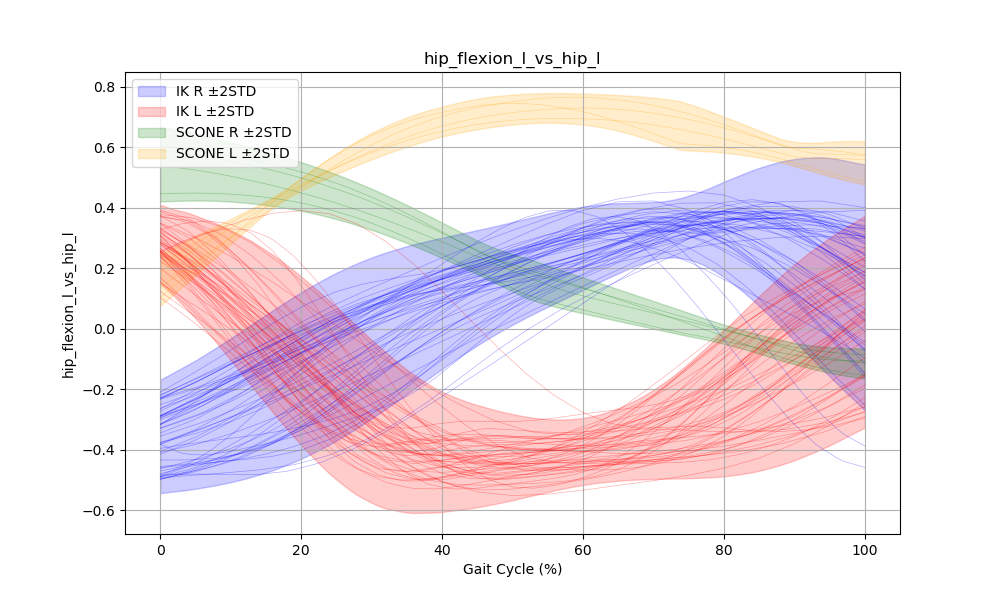 hip_flexion_l_vs_hip_l
IK R ±2STD
IK L ±2STD
SCONE R ±2STD
SCONE L ±2STD
hip_flexion_l_vs_hip_l
0.8
0.6
0.4
0.2
0.0
−0.2
−0.4
−0.6
0 20 40 60 80 100
Gait Cycle (%)